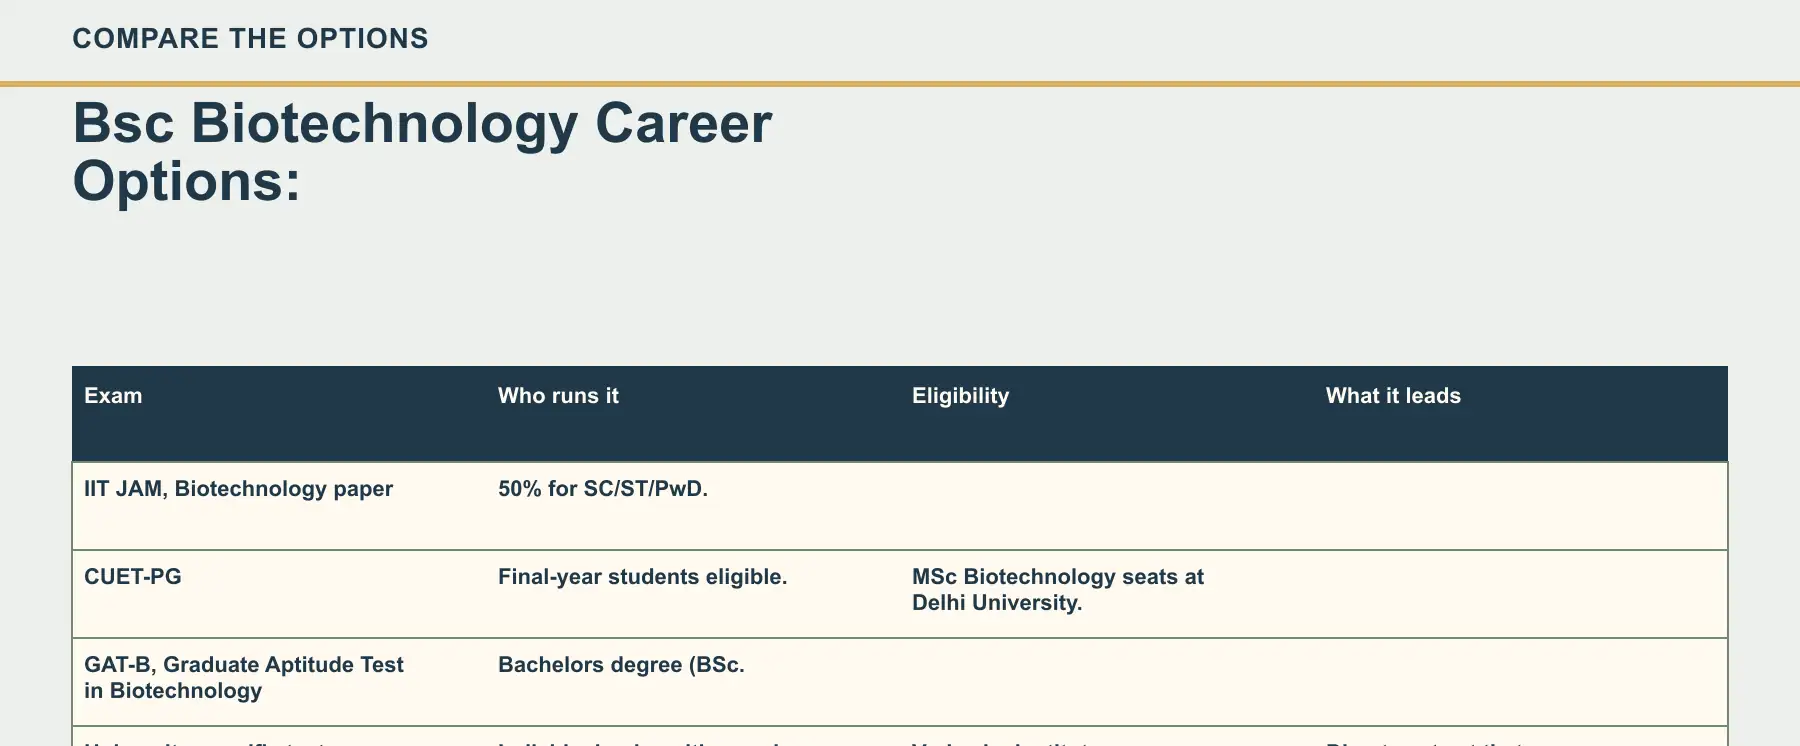 COMPARE THE OPTIONS
Bsc Biotechnology Career
Options:
Exam
Who runs it
Eligibility
What it leads
IIT JAM, Biotechnology paper
50% for SC/ST/PwD.
CUET-PG
Final-year students eligible.
MSc Biotechnology seats at
Delhi University.
GAT-B, Graduate Aptitude Test
in Biotechnology
Bachelors degree (BSc.